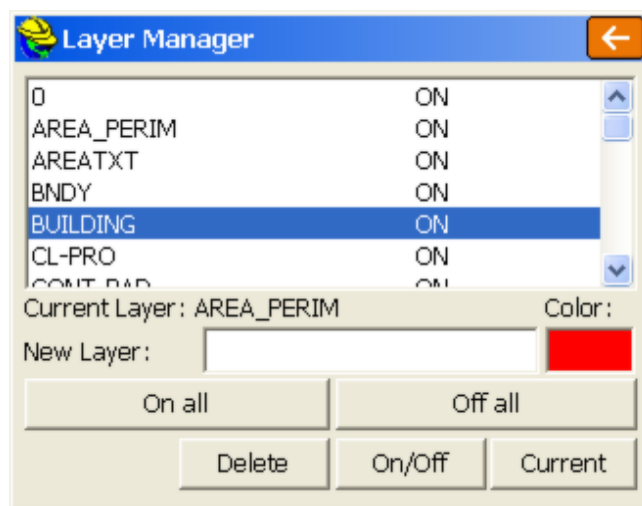 Layer Manager
0 ON
AREA_PERIM ON
AREATXT ON
BNDY ON
BUILDING ON
CL-PRO ON
Current Layer: AREA_PERIM Color:
New Layer:
On all Off all
Delete On/Off Current